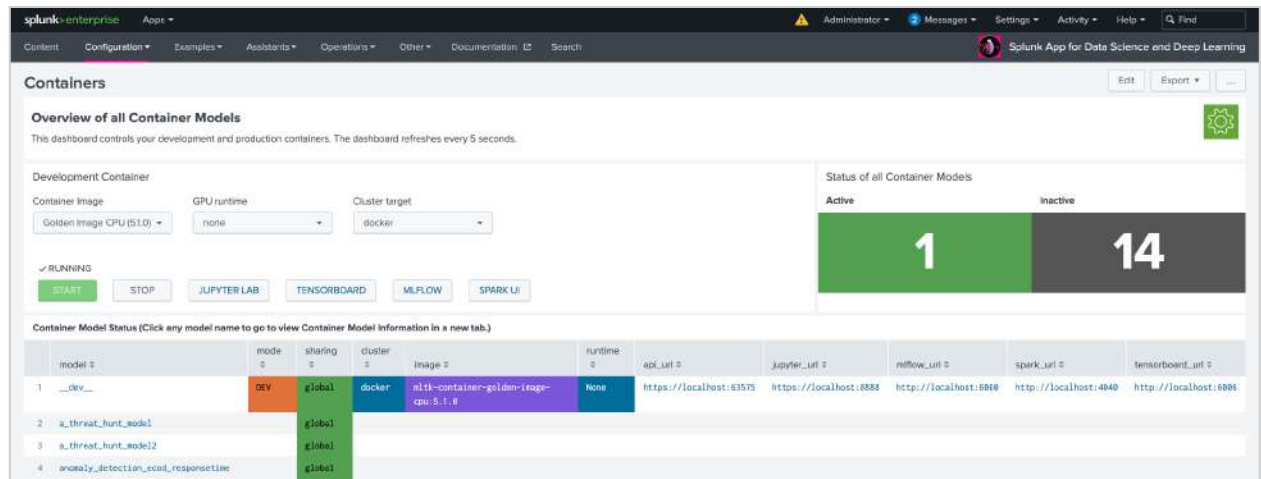 splunk>enterprise Apps Administrator 2 Messages Settings Activity Help Find
Content Configuration Examples Assistants Operations Other Documentation Search Splunk App for Data Science and Deep Learning
Containers Edit Export ...
Overview of all Container Models
This dashboard controls your development and production containers. The dashboard refreshes every 5 seconds.
Development Container Status of all Container Models
Container Image GPU runtime Cluster target Active Inactive
Golden Image CPU (5.1.0) none docker
1 14
RUNNING
START STOP JUPYTER LAB TENSORBOARD MLFLOW SPARK UI
Container Model Status (Click any model name to go to view Container Model Information in a new tab.)
model mode sharing cluster image runtime api_url jupyter_url mlflow_url spark_url tensorboard_url
1 __dev__ DEV global docker mltk-container-golden-image-cpu:5.1.0 None https://localhost:63575 https://localhost:8888 http://localhost:6060 http://localhost:4040 http://localhost:6006
2 a_threat_hunt_model global
3 a_threat_hunt_model2 global
4 anomaly_detection_ecod_responsetime global